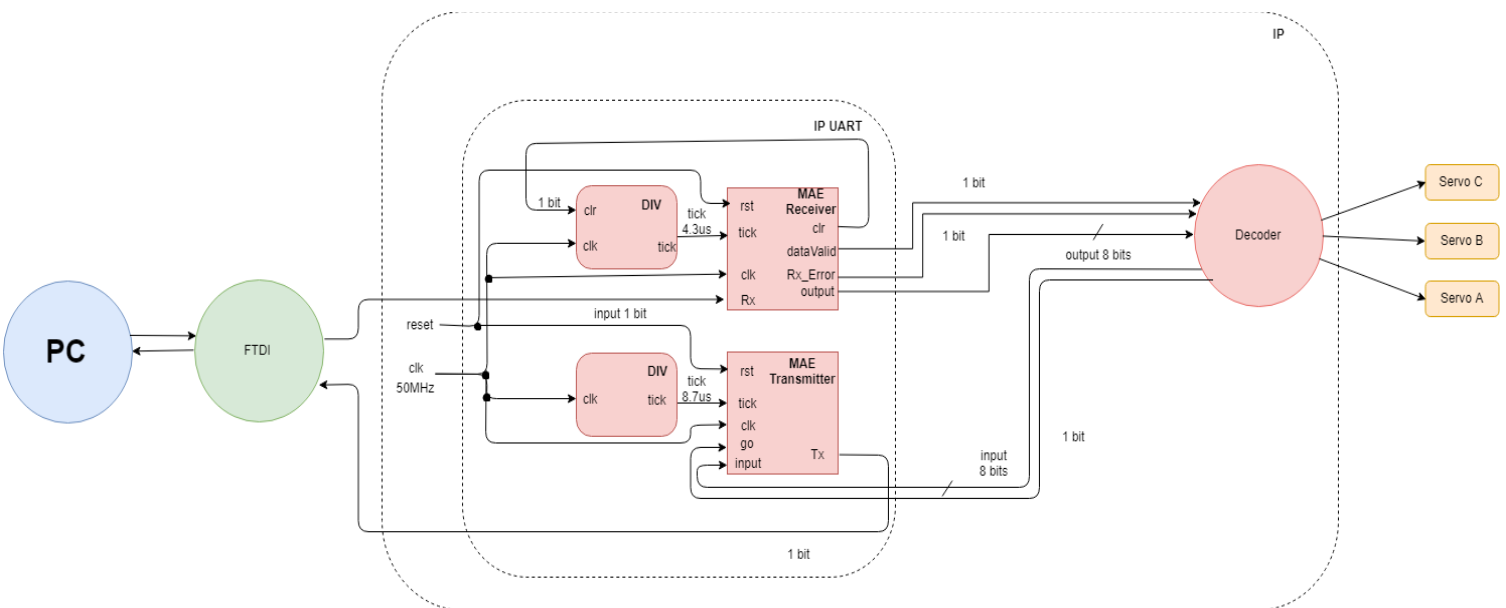 IP
IP UART
1 bit
clr
DIV
clk
tick
tick
4.3us
MAE
Receiver
rst
clr
tick
dataValid
clk
Rx_Error
output
Rx
1 bit
1 bit
output 8 bits
Decoder
Servo C
Servo B
Servo A
PC
FTDI
reset
input 1 bit
clk
50MHz
DIV
clk
tick
tick
8.7us
MAE
Transmitter
rst
tick
clk
go
input
Tx
input
8 bits
1 bit
1 bit